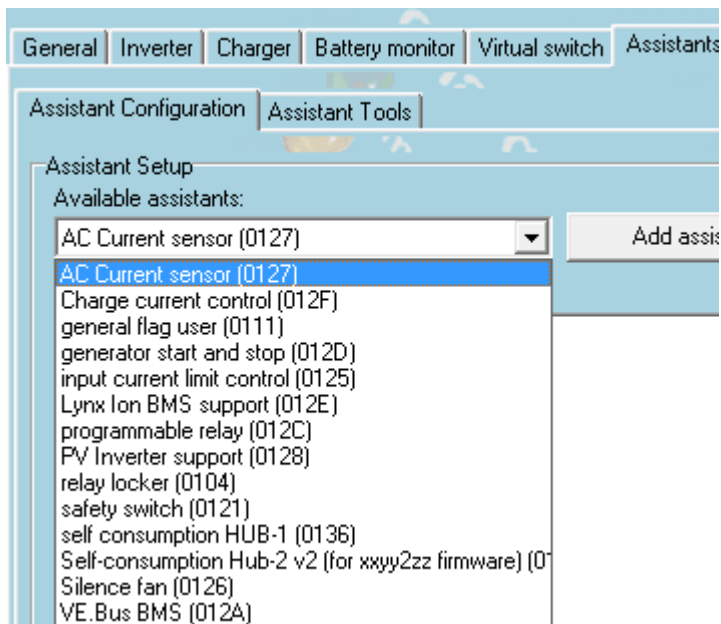 General Inverter Charger Battery monitor Virtual switch Assistants
Assistant Configuration Assistant Tools
Assistant Setup
Available assistants:
AC Current sensor (0127) Add assis
AC Current sensor (0127)
Charge current control (012F)
general flag user (0111)
generator start and stop (012D)
input current limit control (0125)
Lynx Ion BMS support (012E)
programmable relay (012C)
PV Inverter support (0128)
relay locker (0104)
safety switch (0121)
self consumption HUB-1 (0136)
Self-consumption Hub-2 v2 (for xxyy2zz firmware) (0
Silence fan (0126)
VE.Bus BMS (012A)